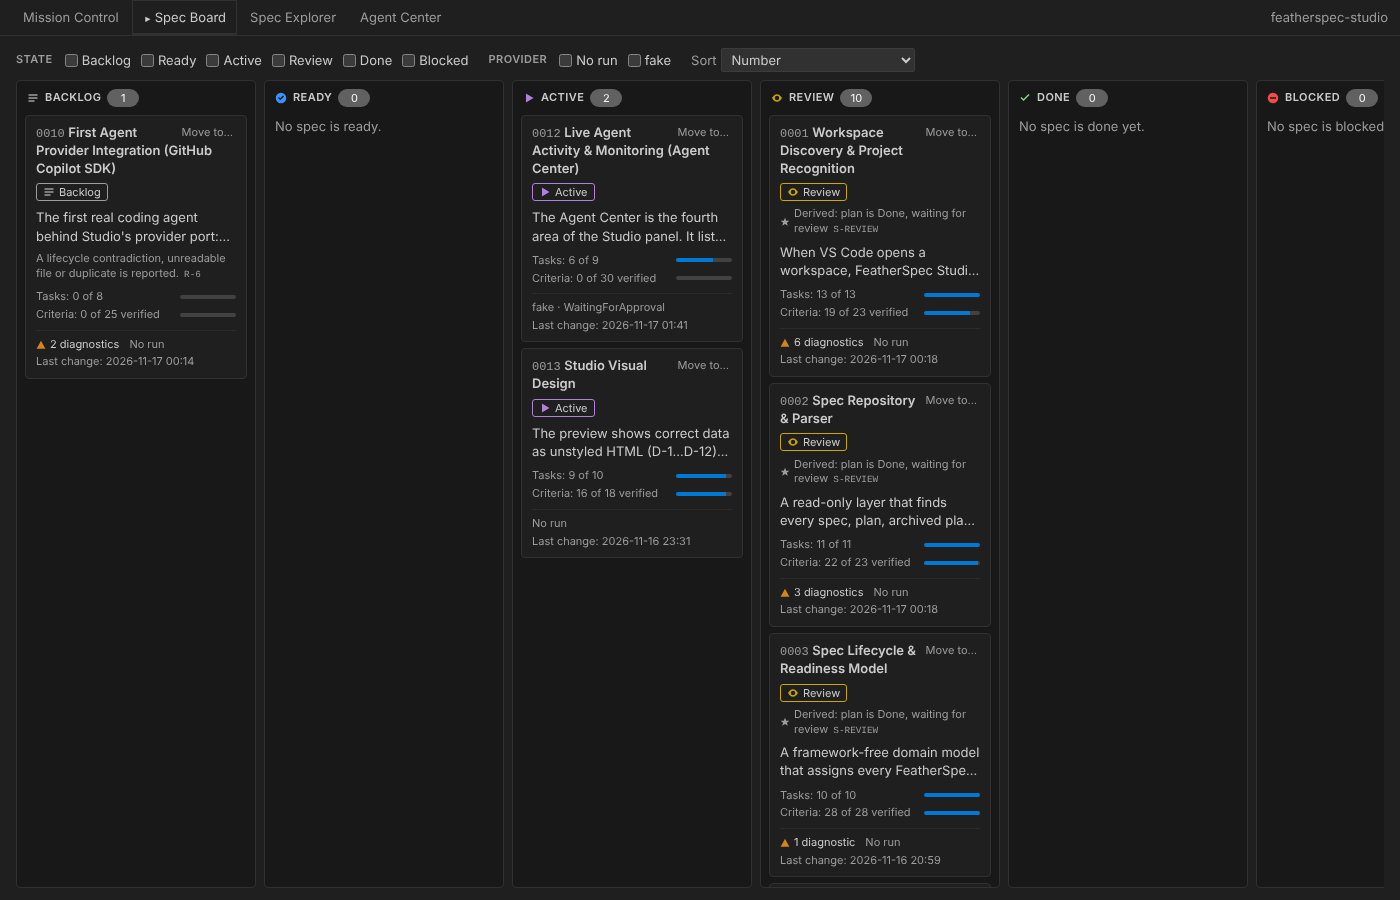 Mission Control
▸ Spec Board
Spec Explorer
Agent Center
featherspec-studio
STATE
Backlog
Ready
Active
Review
Done
Blocked
PROVIDER
No run
fake
Sort
Number
BACKLOG 1
0010 First Agent
Provider Integration (GitHub
Copilot SDK)
Move to...
Backlog
The first real coding agent
behind Studio's provider port:...
A lifecycle contradiction, unreadable
file or duplicate is reported. R-6
Tasks: 0 of 8
Criteria: 0 of 25 verified
2 diagnostics No run
Last change: 2026-11-17 00:14
READY 0
No spec is ready.
ACTIVE 2
0012 Live Agent
Activity & Monitoring (Agent
Center)
Move to...
Active
The Agent Center is the fourth
area of the Studio panel. It list...
Tasks: 6 of 9
Criteria: 0 of 30 verified
fake · WaitingForApproval
Last change: 2026-11-17 01:41
0013 Studio Visual
Design
Move to...
Active
The preview shows correct data
as unstyled HTML (D-1...D-12)...
Tasks: 9 of 10
Criteria: 16 of 18 verified
No run
Last change: 2026-11-16 23:31
REVIEW 10
0001 Workspace
Discovery & Project
Recognition
Move to...
Review
Derived: plan is Done, waiting for
review S-REVIEW
When VS Code opens a
workspace, FeatherSpec Studi...
Tasks: 13 of 13
Criteria: 19 of 23 verified
6 diagnostics No run
Last change: 2026-11-17 00:18
0002 Spec Repository
& Parser
Move to...
Review
Derived: plan is Done, waiting for
review S-REVIEW
A read-only layer that finds
every spec, plan, archived pla...
Tasks: 11 of 11
Criteria: 22 of 23 verified
3 diagnostics No run
Last change: 2026-11-17 00:18
0003 Spec Lifecycle &
Readiness Model
Move to...
Review
Derived: plan is Done, waiting for
review S-REVIEW
A framework-free domain model
that assigns every FeatherSpe...
Tasks: 10 of 10
Criteria: 28 of 28 verified
1 diagnostic No run
Last change: 2026-11-16 20:59
DONE 0
No spec is done yet.
BLOCKED 0
No spec is blocked